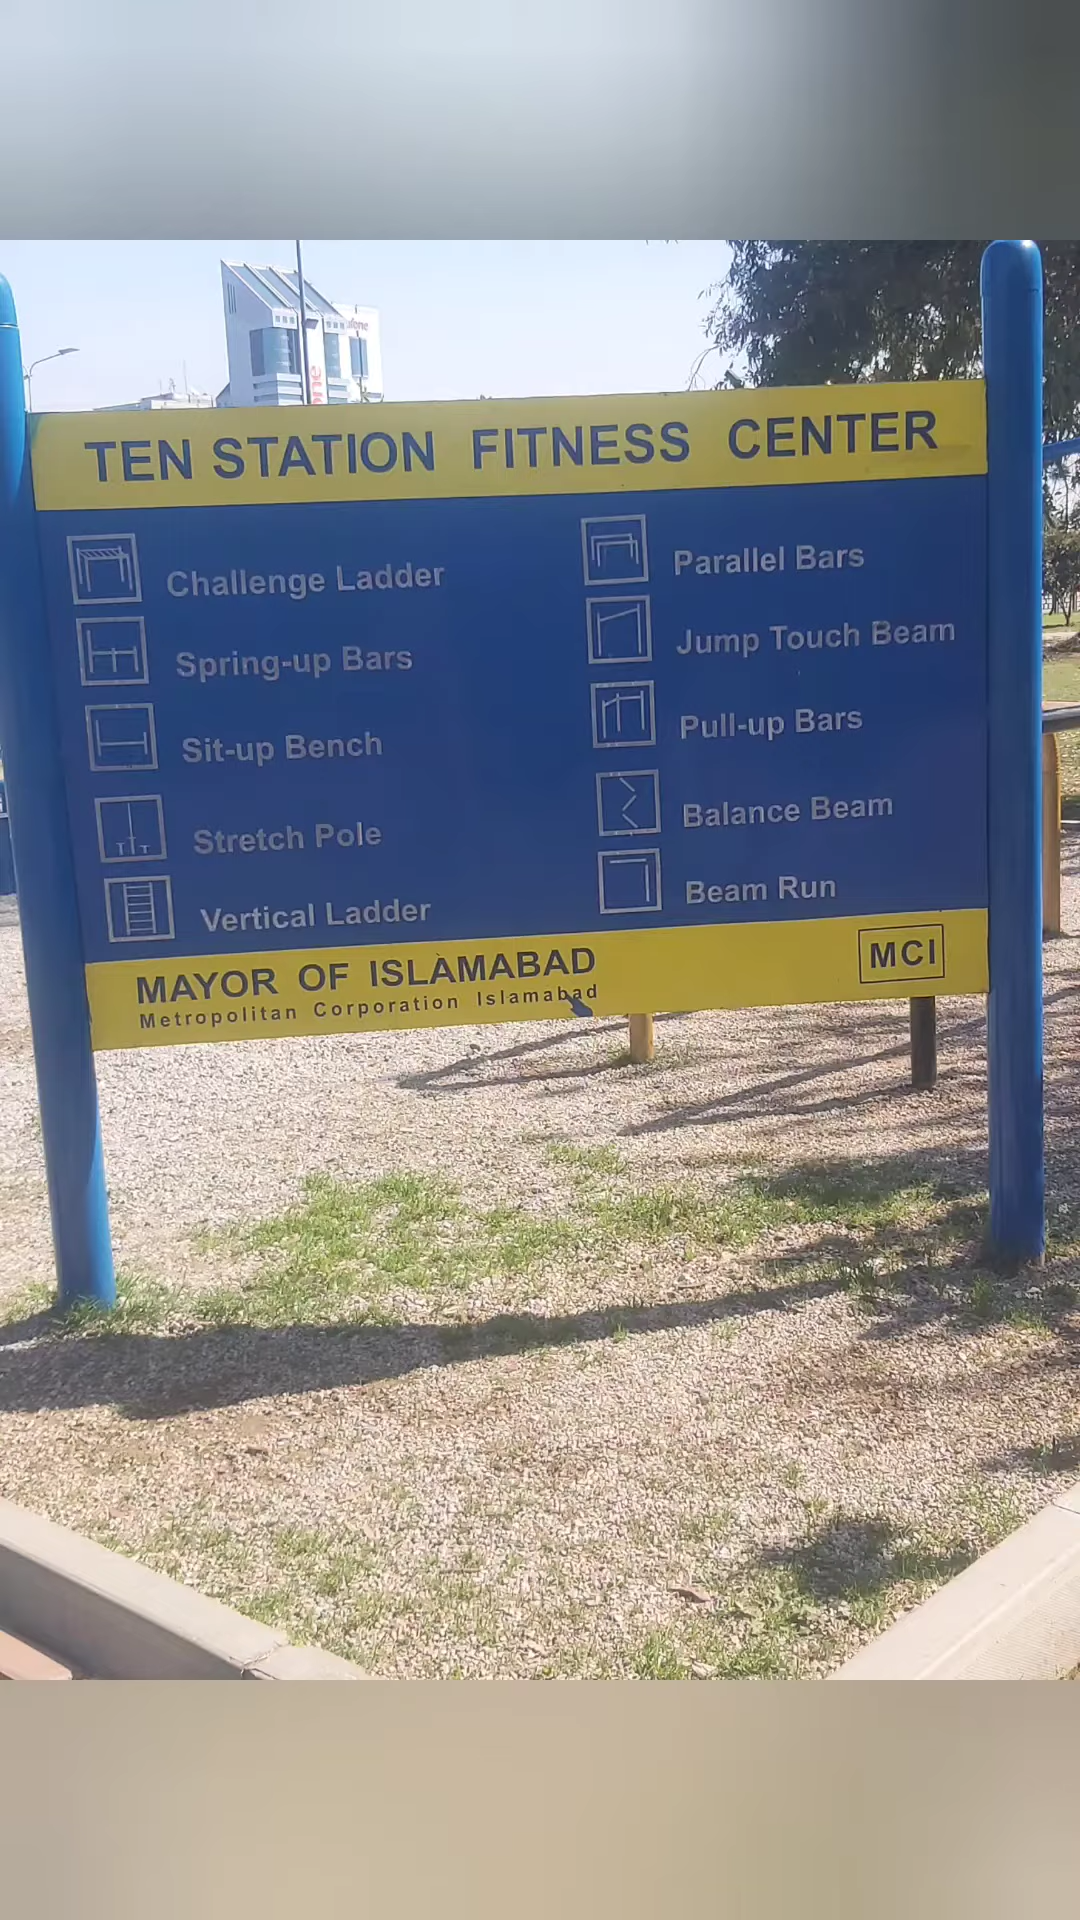 TEN STATION FITNESS CENTER
Challenge Ladder
Spring-up Bars
Sit-up Bench
Stretch Pole
Vertical Ladder
Parallel Bars
Jump Touch Beam
Pull-up Bars
Balance Beam
Beam Run
MAYOR OF ISLAMABAD
Metropolitan Corporation Islamabad
MCI